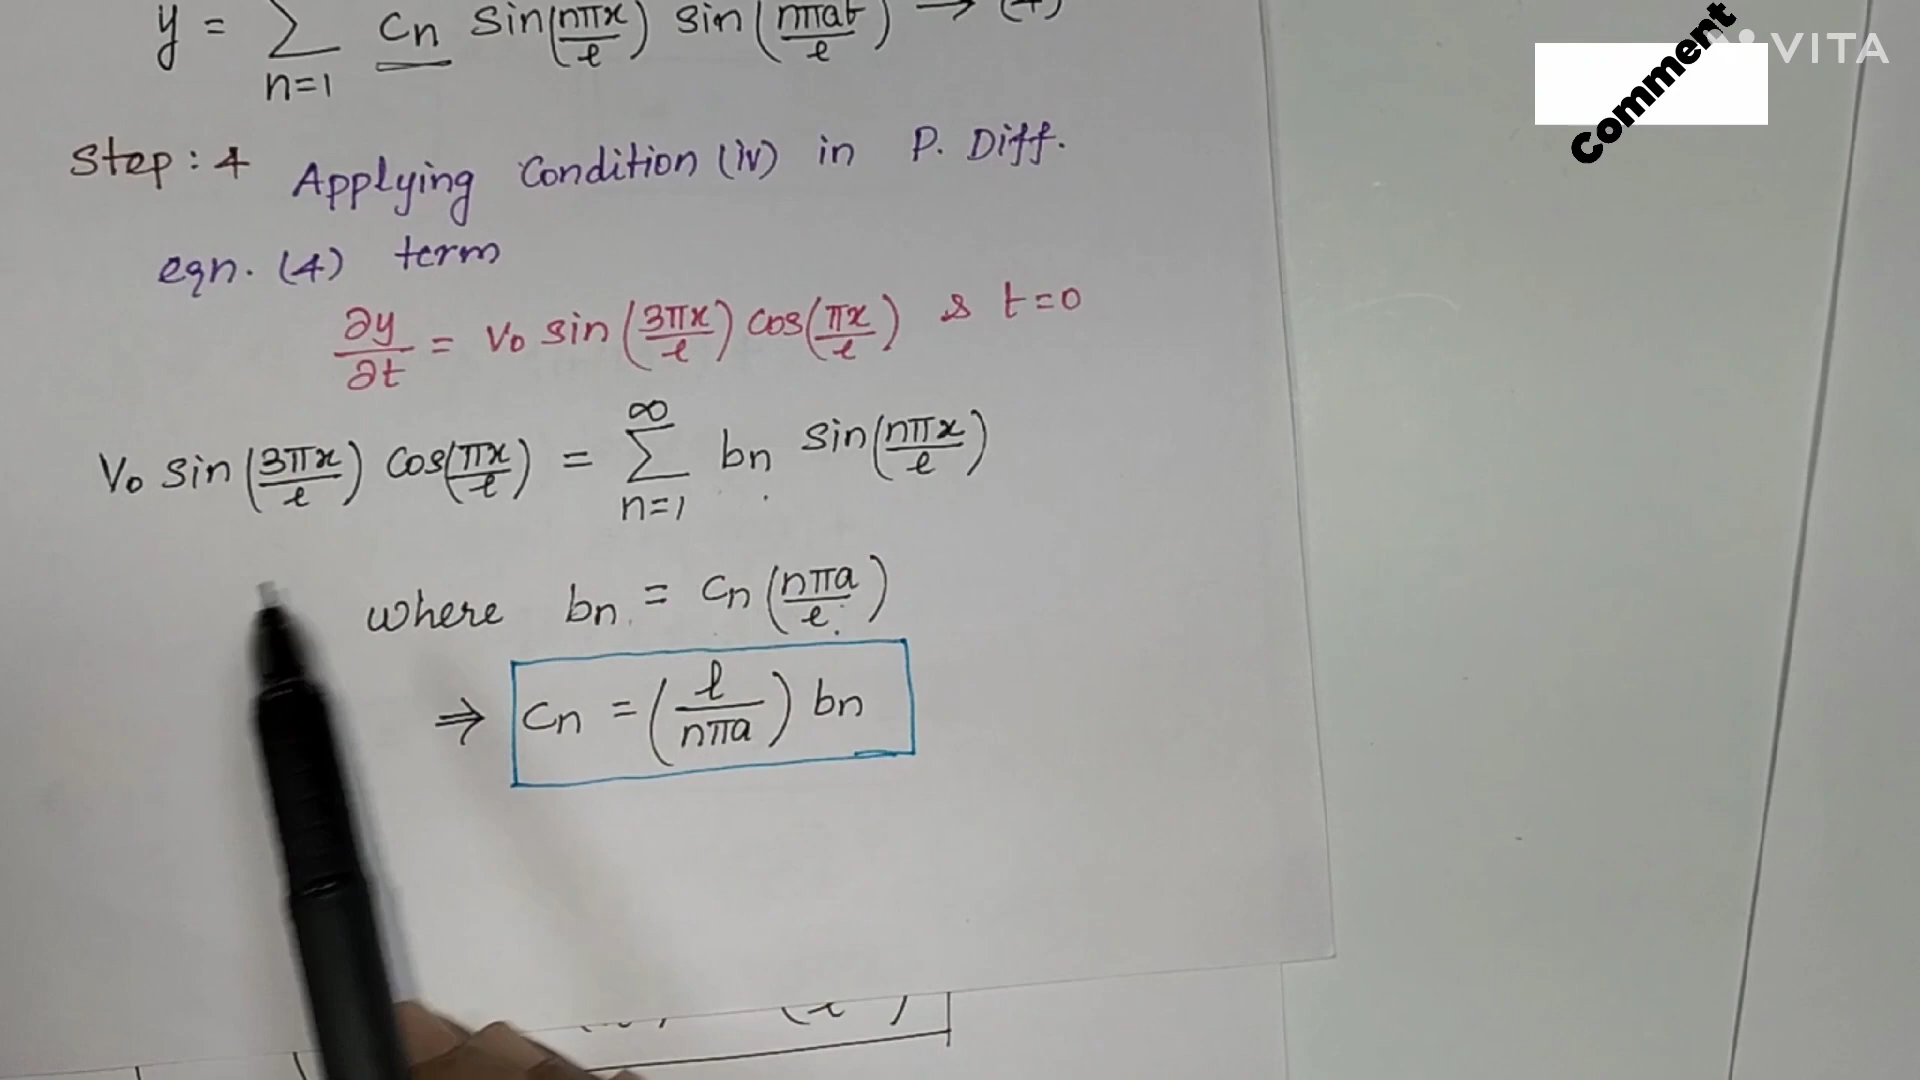 y = ∑ n=1 cn sin(nπx/l) sin(nπat/l) → (4)
Comment
VITA
Step: 4 Applying Condition (iv) in P. Diff.
eqn. (4) term
∂y/∂t = V₀ sin(3πx/l) cos(πx/l) & t=0
V₀ sin(3πx/l) cos(πx/l) = ∑ n=1 ∞ bn sin(nπx/l)
where bn = cn(nπa/l)
⇒ cn = (l/nπa) bn